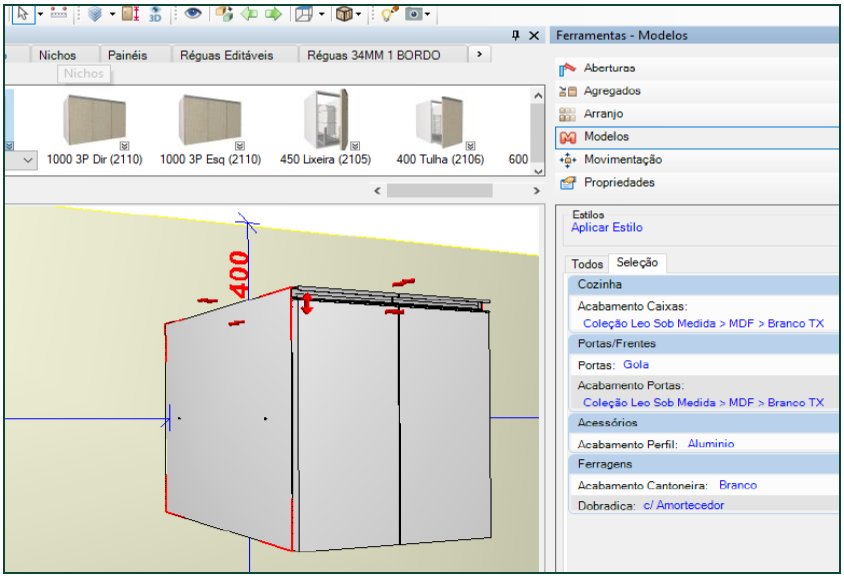 3D
Ferramentas - Modelos
Nichos
Painéis
Réguas Editáveis
Réguas 34MM 1 BORDO
Nichos
1000 3P Dir (2110)
1000 3P Esq (2110)
450 Lixeira (2105)
400 Tulha (2106)
600
400
Aberturas
Agregados
Arranjo
Modelos
Movimentação
Propriedades
Estilos
Aplicar Estilo
Todos
Seleção
Cozinha
Acabamento Caixas:
Coleção Leo Sob Medida > MDF > Branco TX
Portas/Frentes
Portas: Gola
Acabamento Portas:
Coleção Leo Sob Medida > MDF > Branco TX
Acessórios
Acabamento Perfil: Aluminio
Ferragens
Acabamento Cantoneira: Branco
Dobradica: c/ Amortecedor